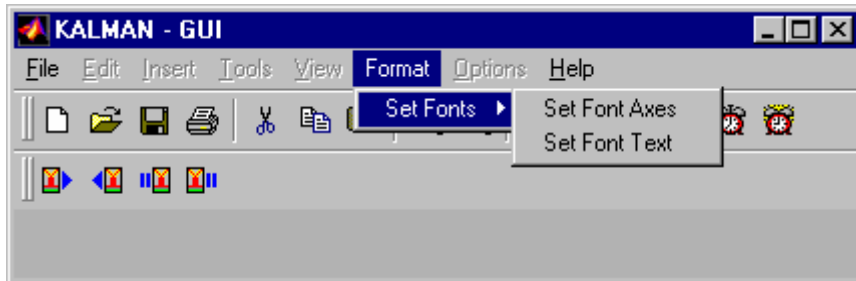 KALMAN - GUI
File Edit Insert Tools View Format Options Help
Set Fonts Set Font Axes
Set Font Text